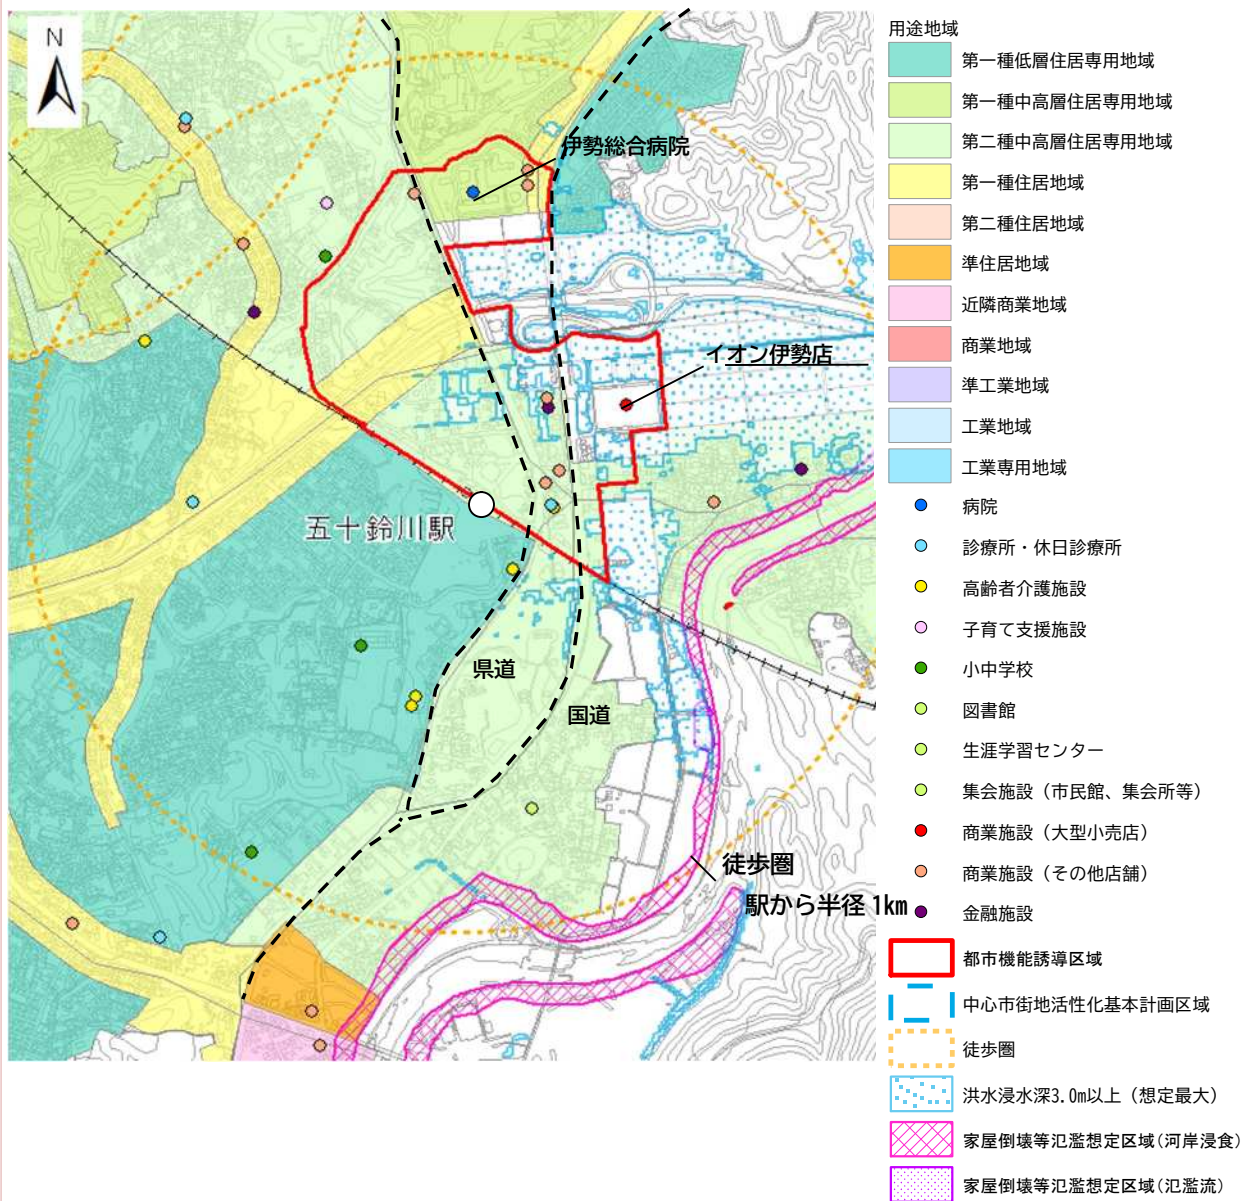 N
伊勢総合病院
イオン伊勢店
五十鈴川駅
県道
国道
徒歩圏
駅から半径1km
用途地域
第一種低層住居専用地域
第一種中高層住居専用地域
第二種中高層住居専用地域
第一種住居地域
第二種住居地域
準住居地域
近隣商業地域
商業地域
準工業地域
工業地域
工業専用地域
病院
診療所・休日診療所
高齢者介護施設
子育て支援施設
小中学校
図書館
生涯学習センター
集会施設（市民館、集会所等）
商業施設（大型小売店）
商業施設（その他店舗）
金融施設
都市機能誘導区域
中心市街地活性化基本計画区域
徒歩圏
洪水浸水深3.0m以上（想定最大）
家屋倒壊等氾濫想定区域(河岸浸食)
家屋倒壊等氾濫想定区域(氾濫流)